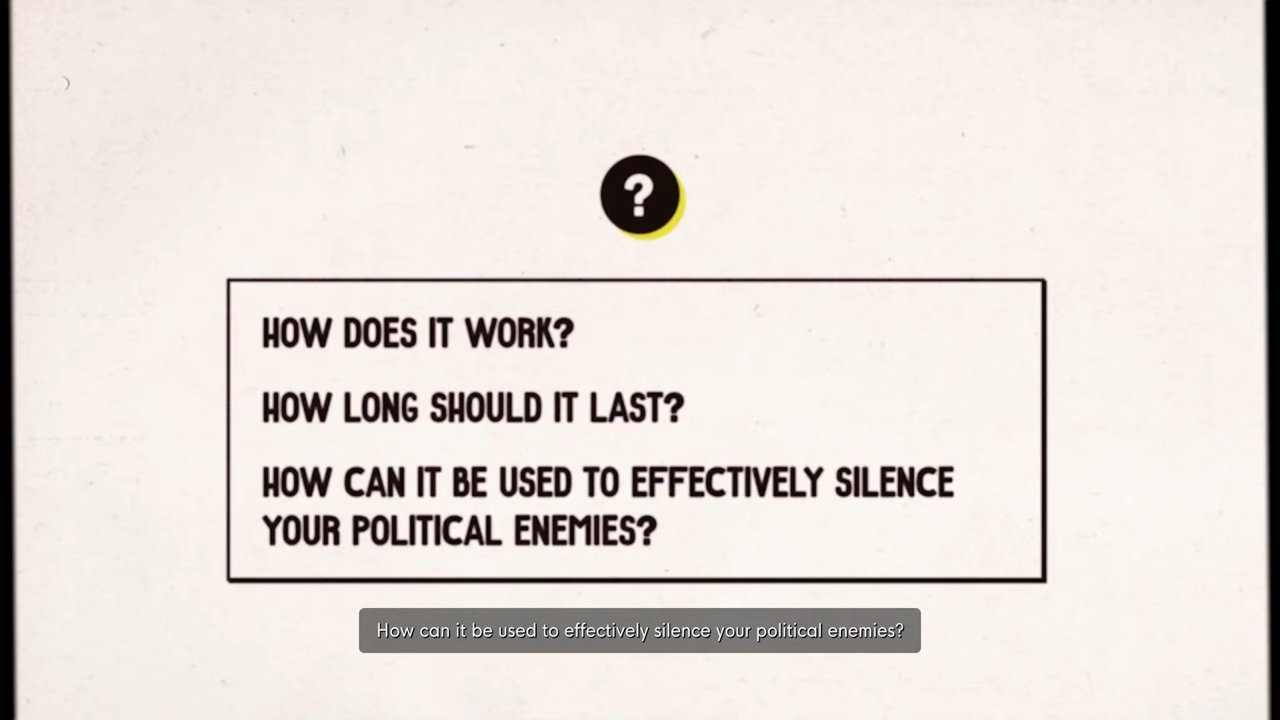 ?
HOW DOES IT WORK?
HOW LONG SHOULD IT LAST?
HOW CAN IT BE USED TO EFFECTIVELY SILENCE
YOUR POLITICAL ENEMIES?
How can it be used to effectively silence your political enemies?